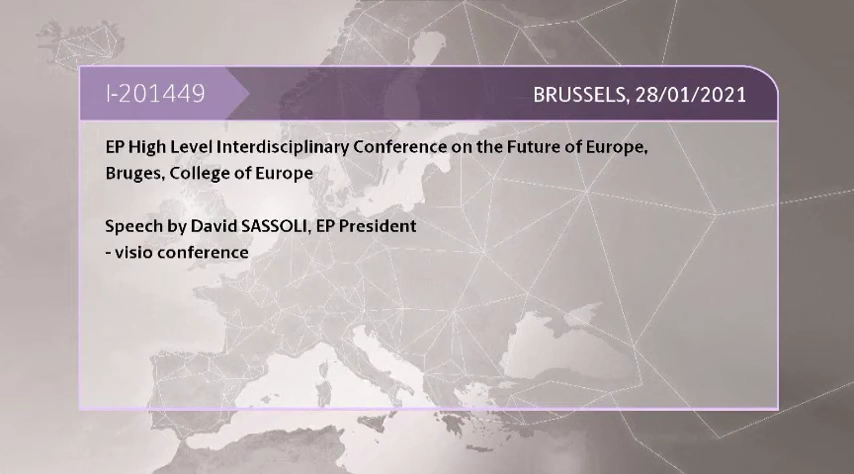 I-201449
BRUSSELS, 28/01/2021
EP High Level Interdisciplinary Conference on the Future of Europe,
Bruges, College of Europe
Speech by David SASSOLI, EP President
- visio conference